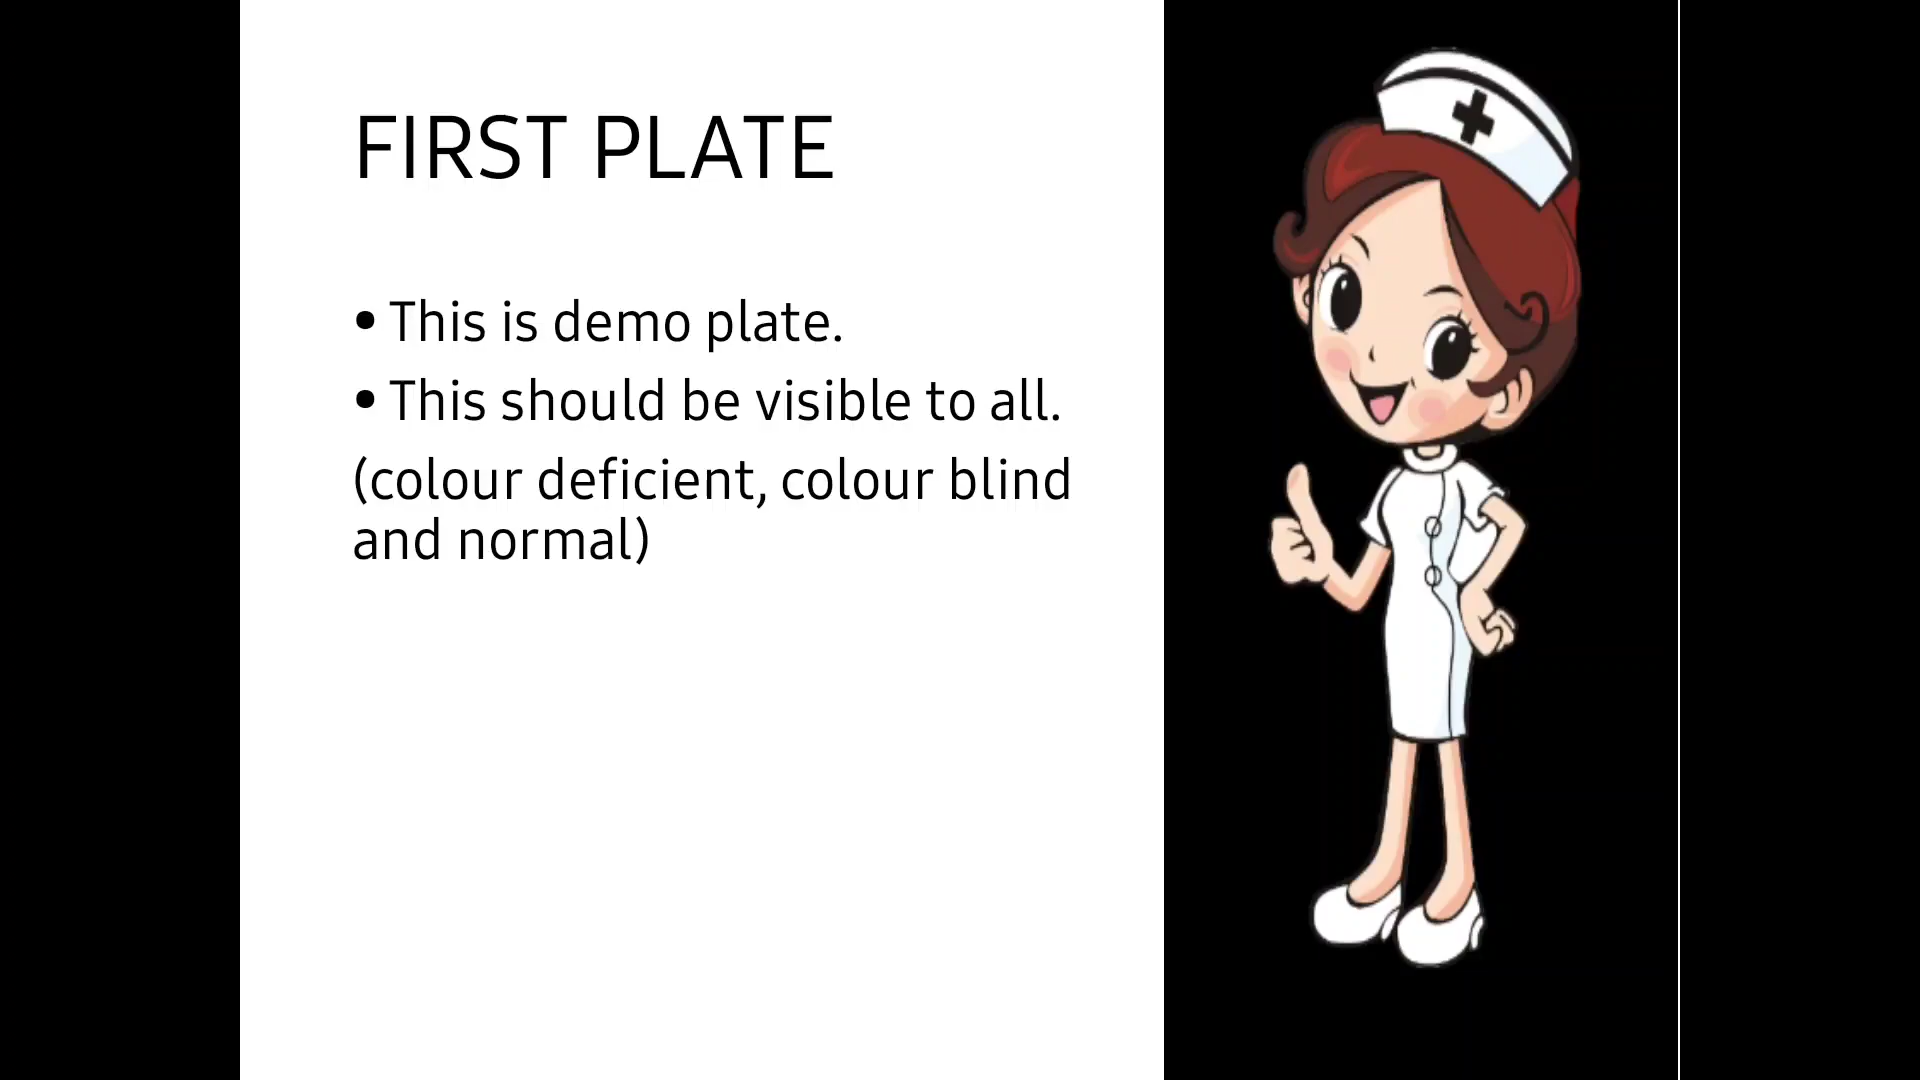 FIRST PLATE
• This is demo plate.
• This should be visible to all.
(colour deficient, colour blind
and normal)